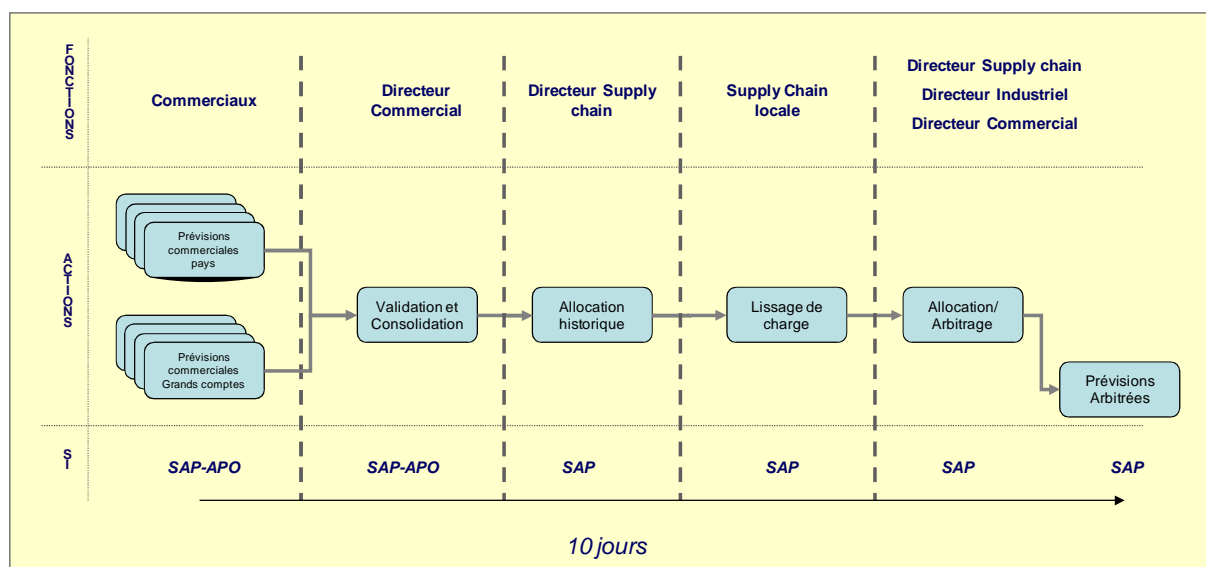 FONCTIONS
Commerciaux
Directeur
Commercial
Directeur Supply
chain
Supply Chain
locale
Directeur Supply chain
Directeur Industriel
Directeur Commercial
ACTIONS
Prévisions
commerciales
pays
Prévisions
commerciales
Grands comptes
Validation et
Consolidation
Allocation
historique
Lissage de
charge
Allocation/
Arbitrage
Prévisions
Arbitrées
SI
SAP-APO
SAP-APO
SAP
SAP
SAP
SAP
10 jours